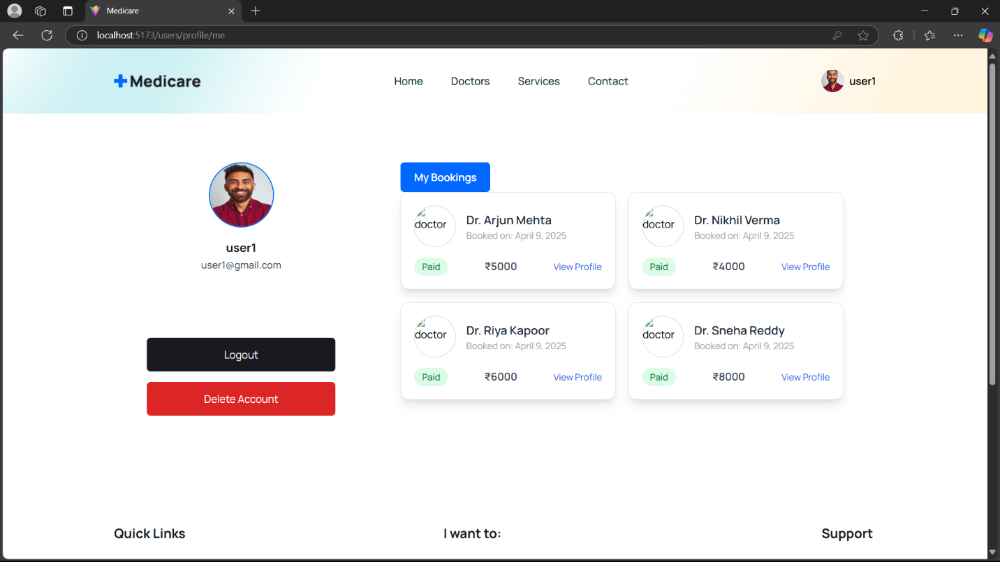 Medicare
localhost:5173/users/profile/me
Medicare
Home Doctors Services Contact
user1
user1
user1@gmail.com
Logout
Delete Account
My Bookings
doctor
Dr. Arjun Mehta
Booked on: April 9, 2025
Paid ₹5000 View Profile
doctor
Dr. Nikhil Verma
Booked on: April 9, 2025
Paid ₹4000 View Profile
doctor
Dr. Riya Kapoor
Booked on: April 9, 2025
Paid ₹6000 View Profile
doctor
Dr. Sneha Reddy
Booked on: April 9, 2025
Paid ₹8000 View Profile
Quick Links
I want to:
Support